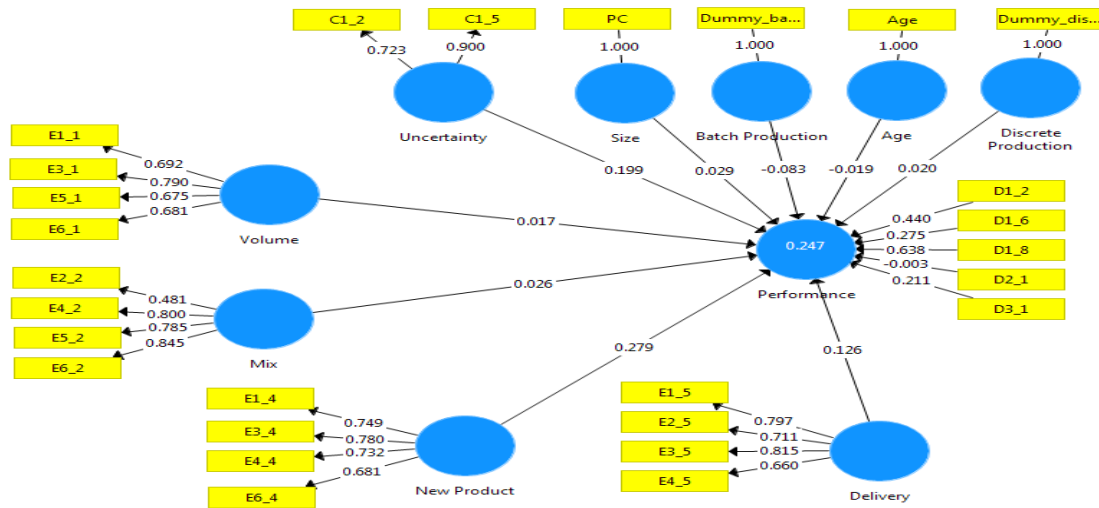 C1_2
C1_5
PC
Dummy_ba...
Age
Dummy_dis...
0.723
0.900
1.000
1.000
1.000
1.000
Uncertainty
Size
Batch Production
Age
Discrete
Production
E1_1
E3_1
E5_1
E6_1
0.692
0.790
0.675
0.681
Volume
0.199
0.029
-0.083
-0.019
0.020
0.017
0.247
Performance
D1_2
D1_6
D1_8
D2_1
D3_1
0.440
0.275
0.638
-0.003
0.211
E2_2
E4_2
E5_2
E6_2
0.481
0.800
0.785
0.845
Mix
0.026
0.279
0.126
E1_4
E3_4
E4_4
E6_4
0.749
0.780
0.732
0.681
New Product
E1_5
E2_5
E3_5
E4_5
0.797
0.711
0.815
0.660
Delivery